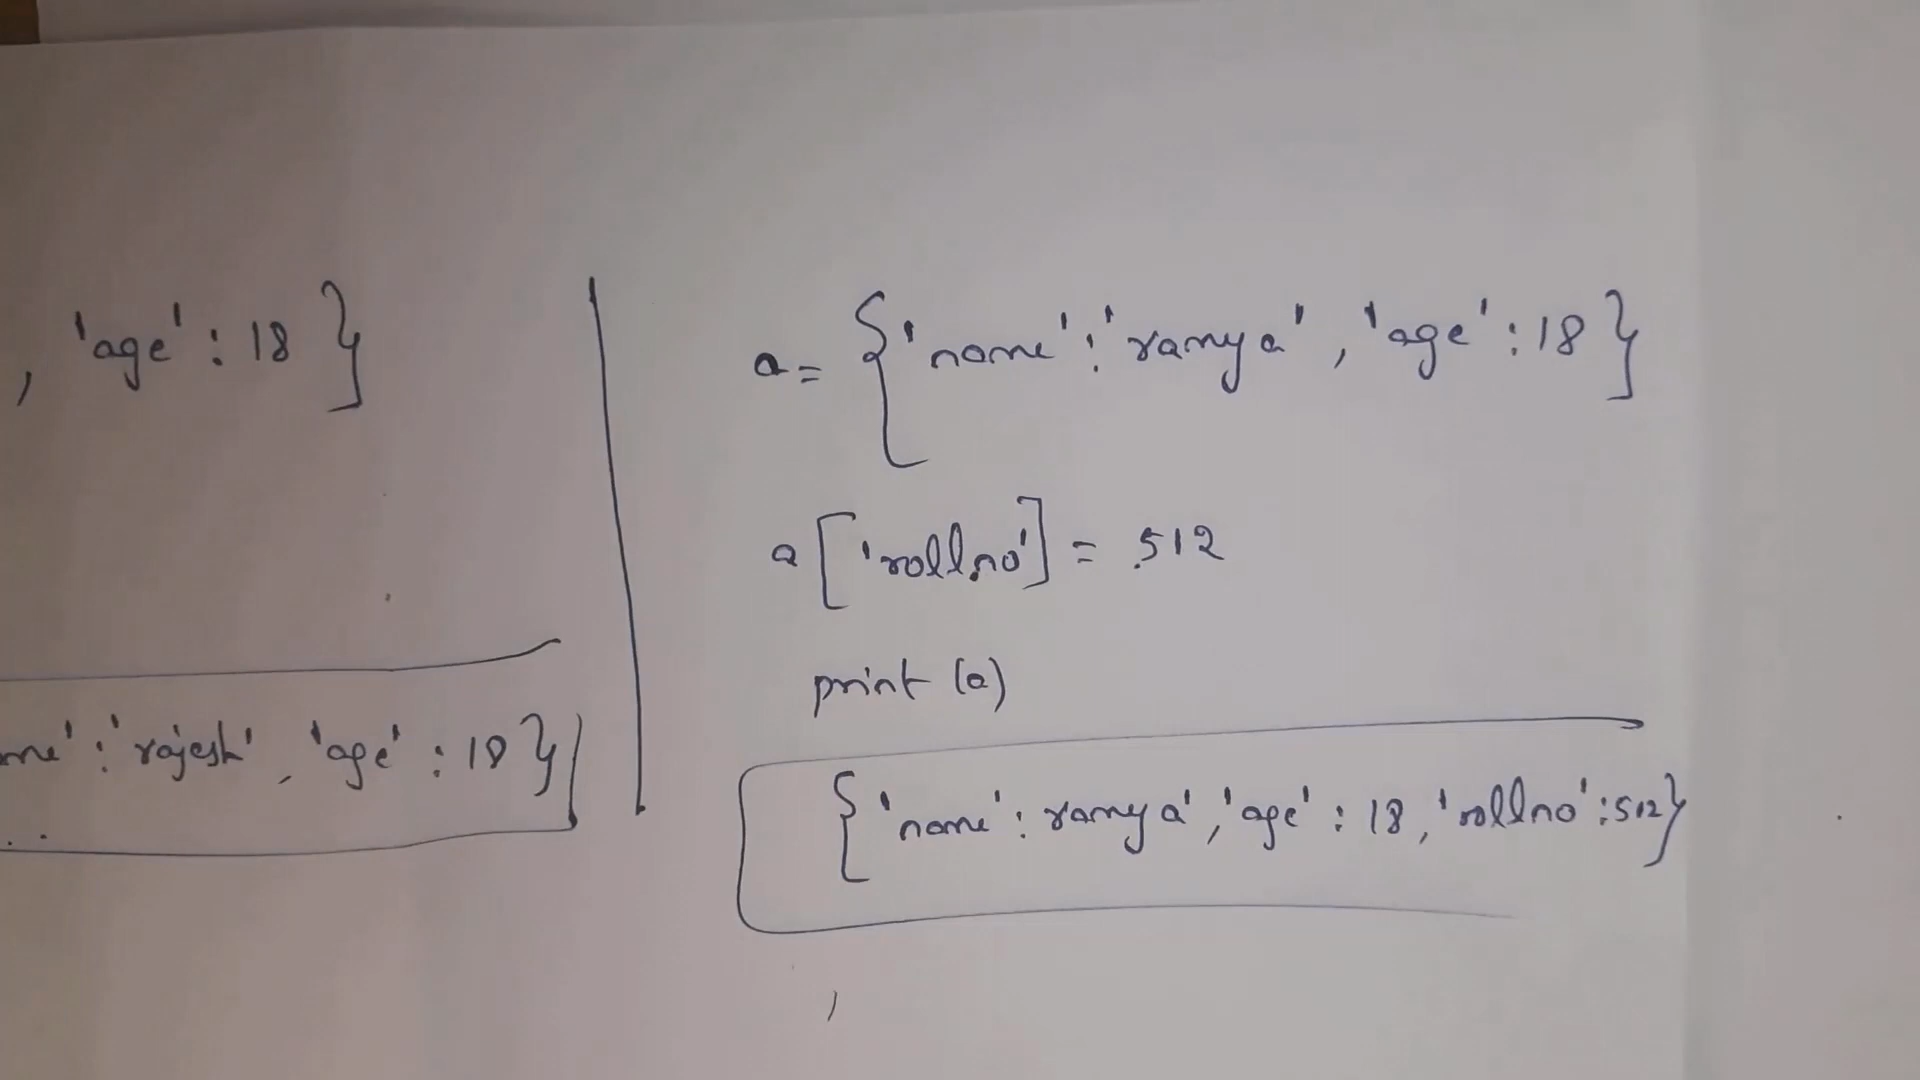 , 'age' : 18 }
me' : 'rajesh' , 'age' : 18 }
a = { 'name' : 'ramya' , 'age' : 18 }
a [ 'rollno' ] = 512
print (a)
{ 'name' : ramya' , 'age' : 18 , 'rollno' : 512 }